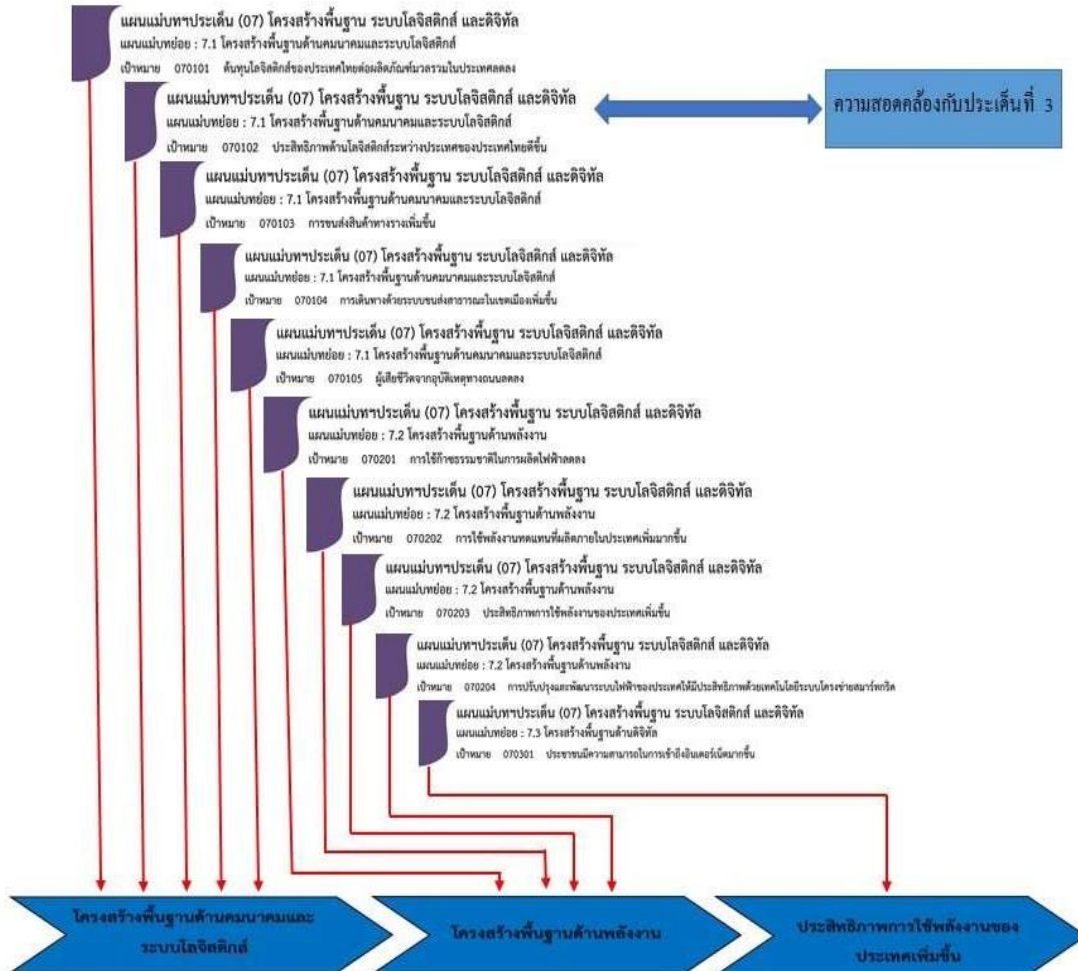 แผนแม่บทฯประเด็น (07) โครงสร้างพื้นฐาน ระบบโลจิสติกส์ และดิจิทัล
แผนแม่บทย่อย : 7.1 โครงสร้างพื้นฐานด้านคมนาคมและระบบโลจิสติกส์
เป้าหมาย 070101 ต้นทุนโลจิสติกส์ของประเทศไทยต่อผลิตภัณฑ์มวลรวมในประเทศลดลง
แผนแม่บทฯประเด็น (07) โครงสร้างพื้นฐาน ระบบโลจิสติกส์ และดิจิทัล
แผนแม่บทย่อย : 7.1 โครงสร้างพื้นฐานด้านคมนาคมและระบบโลจิสติกส์
เป้าหมาย 070102 ประสิทธิภาพด้านโลจิสติกส์ระหว่างประเทศของประเทศไทยดีขึ้น
ความสอดคล้องกับประเด็นที่ 3
แผนแม่บทฯประเด็น (07) โครงสร้างพื้นฐาน ระบบโลจิสติกส์ และดิจิทัล
แผนแม่บทย่อย : 7.1 โครงสร้างพื้นฐานด้านคมนาคมและระบบโลจิสติกส์
เป้าหมาย 070103 การขนส่งสินค้าทางรางเพิ่มขึ้น
แผนแม่บทฯประเด็น (07) โครงสร้างพื้นฐาน ระบบโลจิสติกส์ และดิจิทัล
แผนแม่บทย่อย : 7.1 โครงสร้างพื้นฐานด้านคมนาคมและระบบโลจิสติกส์
เป้าหมาย 070104 การเดินทางด้วยระบบขนส่งสาธารณะในเขตเมืองเพิ่มขึ้น
แผนแม่บทฯประเด็น (07) โครงสร้างพื้นฐาน ระบบโลจิสติกส์ และดิจิทัล
แผนแม่บทย่อย : 7.1 โครงสร้างพื้นฐานด้านคมนาคมและระบบโลจิสติกส์
เป้าหมาย 070105 ผู้เสียชีวิตจากอุบัติเหตุทางถนนลดลง
แผนแม่บทฯประเด็น (07) โครงสร้างพื้นฐาน ระบบโลจิสติกส์ และดิจิทัล
แผนแม่บทย่อย : 7.2 โครงสร้างพื้นฐานด้านพลังงาน
เป้าหมาย 070201 การใช้ก๊าซธรรมชาติในการผลิตไฟฟ้าลดลง
แผนแม่บทฯประเด็น (07) โครงสร้างพื้นฐาน ระบบโลจิสติกส์ และดิจิทัล
แผนแม่บทย่อย : 7.2 โครงสร้างพื้นฐานด้านพลังงาน
เป้าหมาย 070202 การใช้พลังงานทดแทนที่ผลิตภายในประเทศเพิ่มมากขึ้น
แผนแม่บทฯประเด็น (07) โครงสร้างพื้นฐาน ระบบโลจิสติกส์ และดิจิทัล
แผนแม่บทย่อย : 7.2 โครงสร้างพื้นฐานด้านพลังงาน
เป้าหมาย 070203 ประสิทธิภาพการใช้พลังงานของประเทศเพิ่มขึ้น
แผนแม่บทฯประเด็น (07) โครงสร้างพื้นฐาน ระบบโลจิสติกส์ และดิจิทัล
แผนแม่บทย่อย : 7.2 โครงสร้างพื้นฐานด้านพลังงาน
เป้าหมาย 070204 การปรับปรุงและพัฒนาระบบไฟฟ้าของประเทศให้มีประสิทธิภาพด้วยเทคโนโลยีระบบโครงข่ายสมาร์ทกริด
แผนแม่บทฯประเด็น (07) โครงสร้างพื้นฐาน ระบบโลจิสติกส์ และดิจิทัล
แผนแม่บทย่อย : 7.3 โครงสร้างพื้นฐานด้านดิจิทัล
เป้าหมาย 070301 ประชาชนมีความสามารถในการเข้าถึงอินเตอร์เน็ตมากขึ้น
โครงสร้างพื้นฐานด้านคมนาคมและ
ระบบโลจิสติกส์
โครงสร้างพื้นฐานด้านพลังงาน
ประสิทธิภาพการใช้พลังงานของ
ประเทศเพิ่มขึ้น